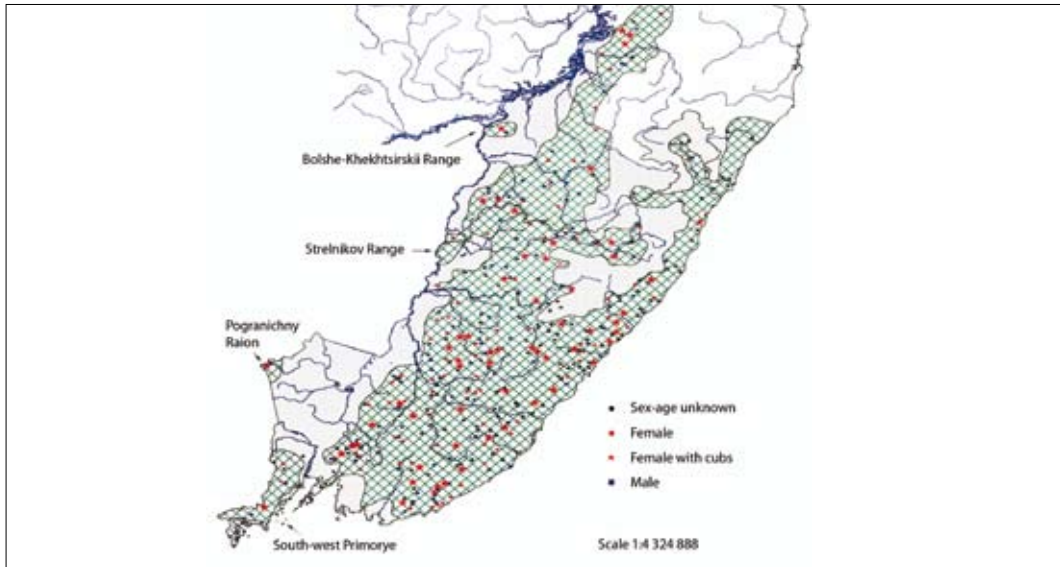 Bolshe-Khekhtsirskii Range
Strelnikov Range
Pogranichny
Raion
Sex-age unknown
Female
Female with cubs
Male
South-west Primorye
Scale 1:4 324 888